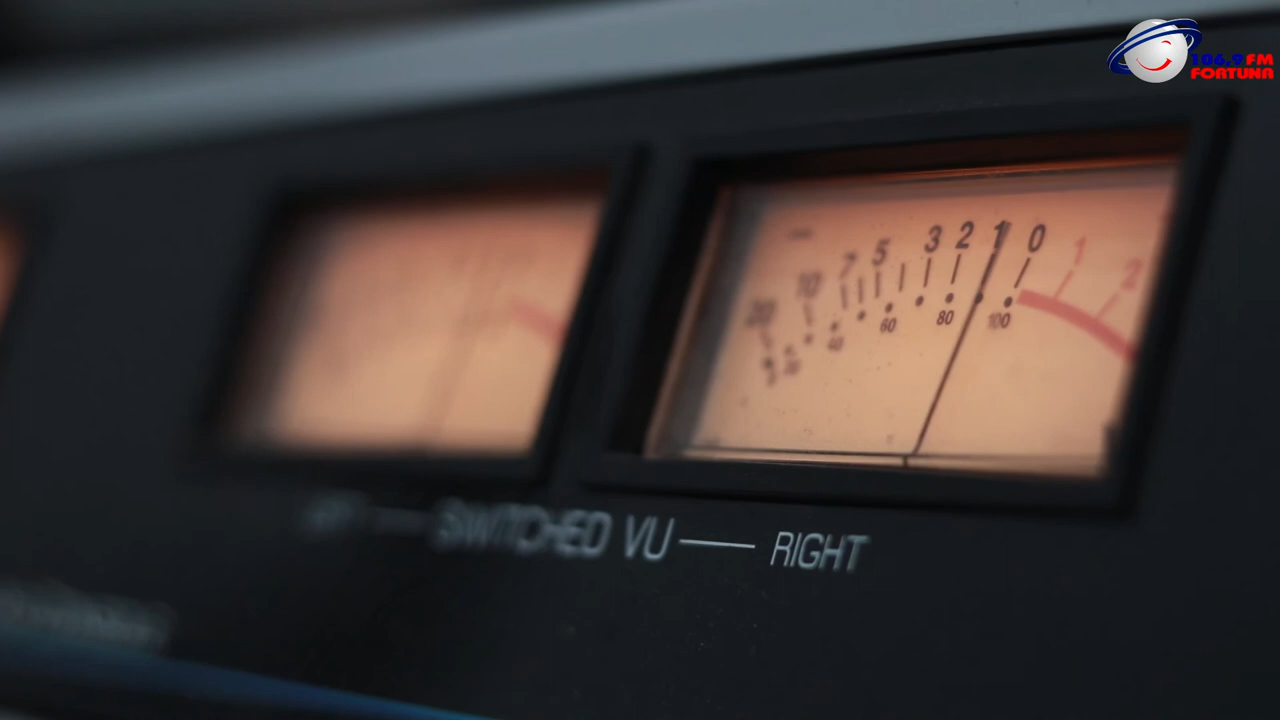 106.9 FM
FORTUNA
20 10 7 5 3 2 1 0 1 2
40 60 80 100
SWITCHED VU — RIGHT